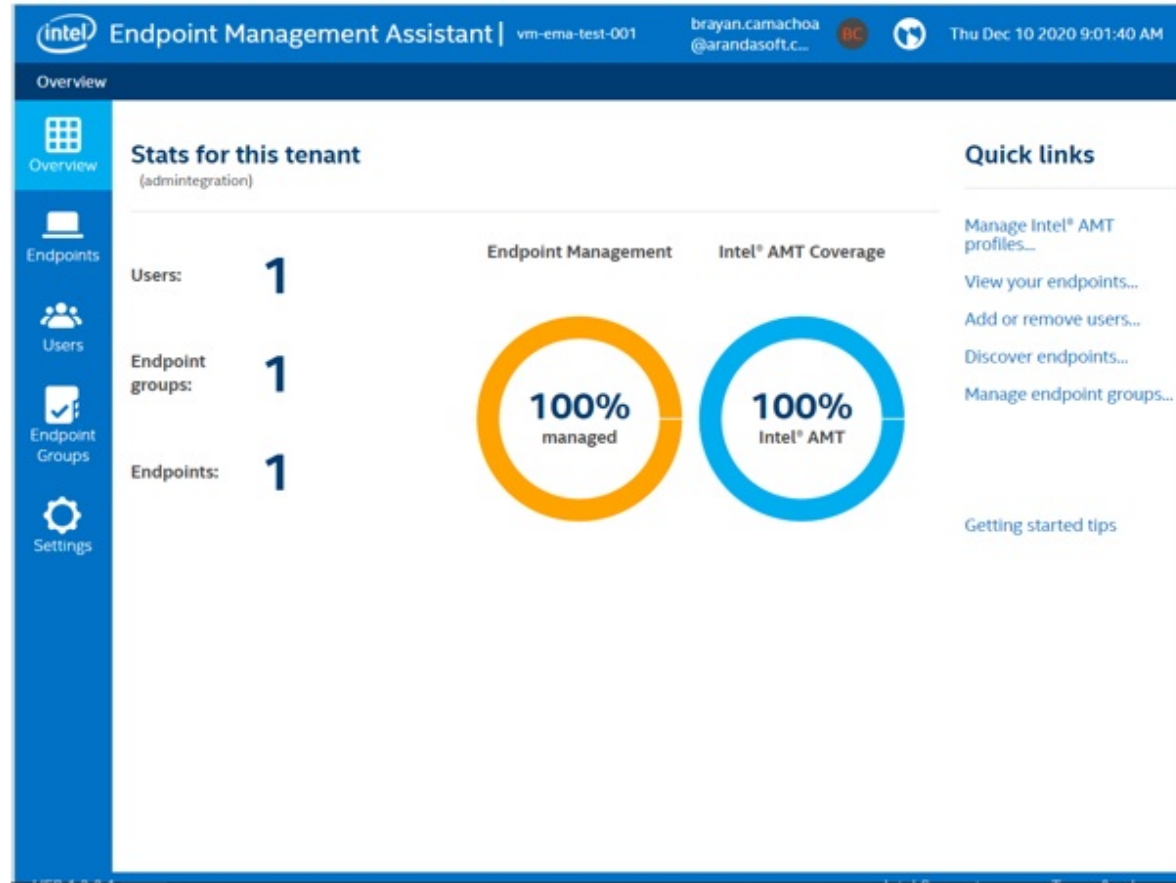 intel Endpoint Management Assistant | vm-ema-test-001
brayan.camachoa
@arandasoft.c...
BC
Thu Dec 10 2020 9:01:40 AM
Overview
Overview
Endpoints
Users
Endpoint
Groups
Settings
Stats for this tenant
(admintegration)
Users: 1
Endpoint
groups: 1
Endpoints: 1
Endpoint Management
100%
managed
Intel® AMT Coverage
100%
Intel® AMT
Quick links
Manage Intel® AMT
profiles...
View your endpoints...
Add or remove users...
Discover endpoints...
Manage endpoint groups...
Getting started tips